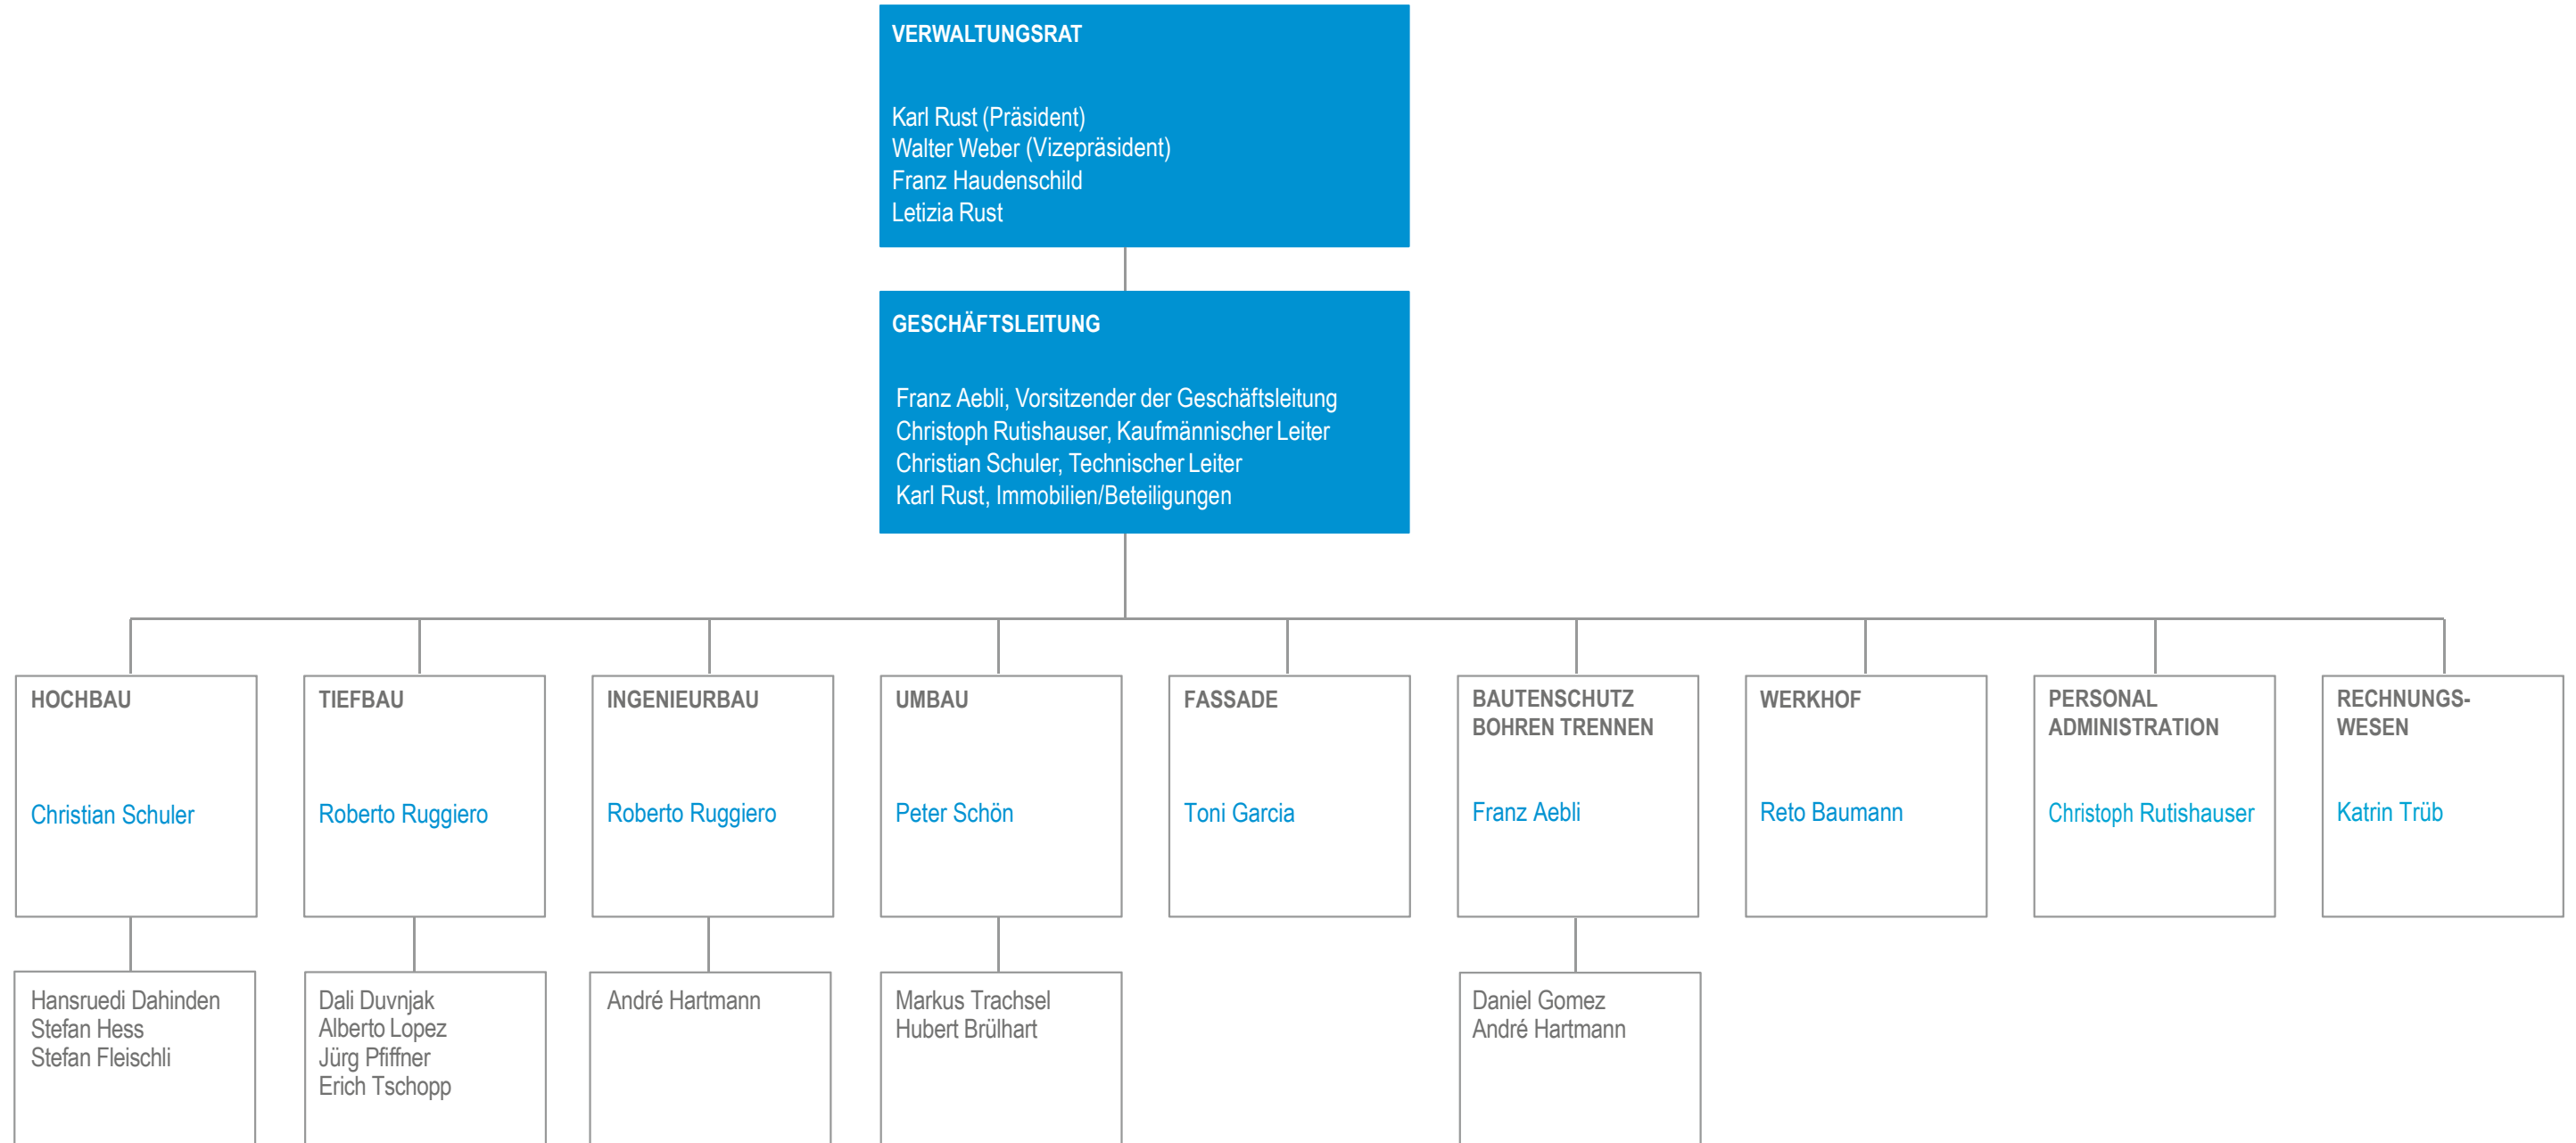 VERWALTUNGSRAT
Karl Rust (Präsident)
Walter Weber (Vizepräsident)
Franz Haudenschild
Letizia Rust
GESCHÄFTSLEITUNG
Franz Aebli, Vorsitzender der Geschäftsleitung
Christoph Rutishauser, Kaufmännischer Leiter
Christian Schuler, Technischer Leiter
Karl Rust, Immobilien/Beteiligungen
HOCHBAU
Christian Schuler
TIEFBAU
Roberto Ruggiero
INGENIEURBAU
Roberto Ruggiero
UMBAU
Peter Schön
FASSADE
Toni Garcia
BAUTENSCHUTZ
BOHREN TRENNEN
Franz Aebli
WERKHOF
Reto Baumann
PERSONAL
ADMINISTRATION
Christoph Rutishauser
RECHNUNGS-
WESEN
Katrin Trüb
Hansruedi Dahinden
Stefan Hess
Stefan Fleischli
Dali Duvnjak
Alberto Lopez
Jürg Pfiffner
Erich Tschopp
André Hartmann
Markus Trachsel
Hubert Brülhart
Daniel Gomez
André Hartmann